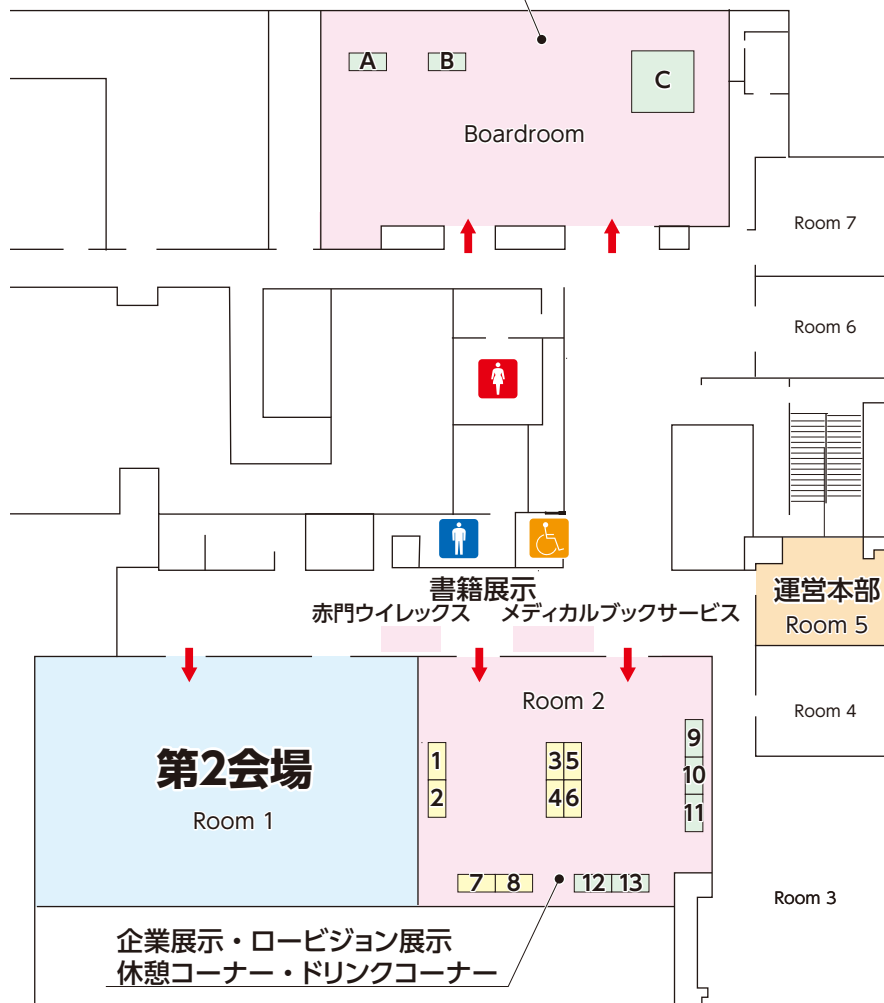 A
B
C
Boardroom
Room 7
Room 6
書籍展示
赤門ウイレックス
メディカルブックサービス
運営本部
Room 5
Room 2
Room 4
第2会場
Room 1
1
2
3 5
4 6
9
10
11
7 8
12 13
Room 3
企業展示・ロービジョン展示
休憩コーナー・ドリンクコーナー